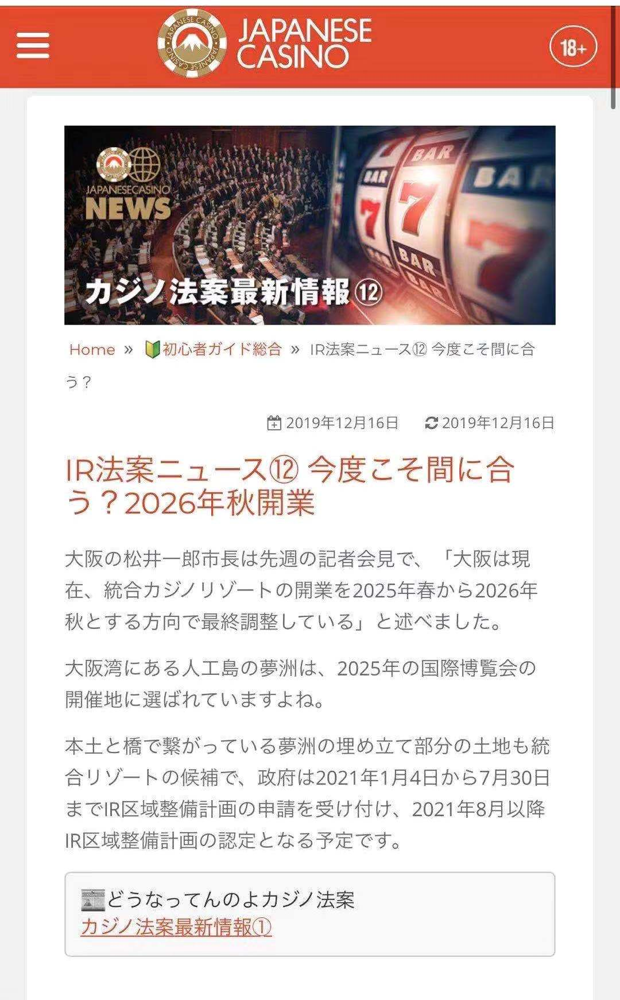 JAPANESE CASINO
JAPANESE CASINO
JAPANESE
CASINO
18+
JAPANESECASINO
NEWS
BAR
BAR
BAR
7
7
7
BAR
BAR
カジノ法案最新情報⑫
Home » 🔰初心者ガイド総合 » IR法案ニュース⑫ 今度こそ間に合
う？
2019年12月16日 2019年12月16日
IR法案ニュース⑫ 今度こそ間に合
う？2026年秋開業
大阪の松井一郎市長は先週の記者会見で、「大阪は現
在、統合カジノリゾートの開業を2025年春から2026年
秋とする方向で最終調整している」と述べました。
大阪湾にある人工島の夢洲は、2025年の国際博覧会の
開催地に選ばれていますよね。
本土と橋で繋がっている夢洲の埋め立て部分の土地も統
合リゾートの候補で、政府は2021年1月4日から7月30日
までIR区域整備計画の申請を受け付け、2021年8月以降
IR区域整備計画の認定となる予定です。
📰どうなってんのよカジノ法案
カジノ法案最新情報①